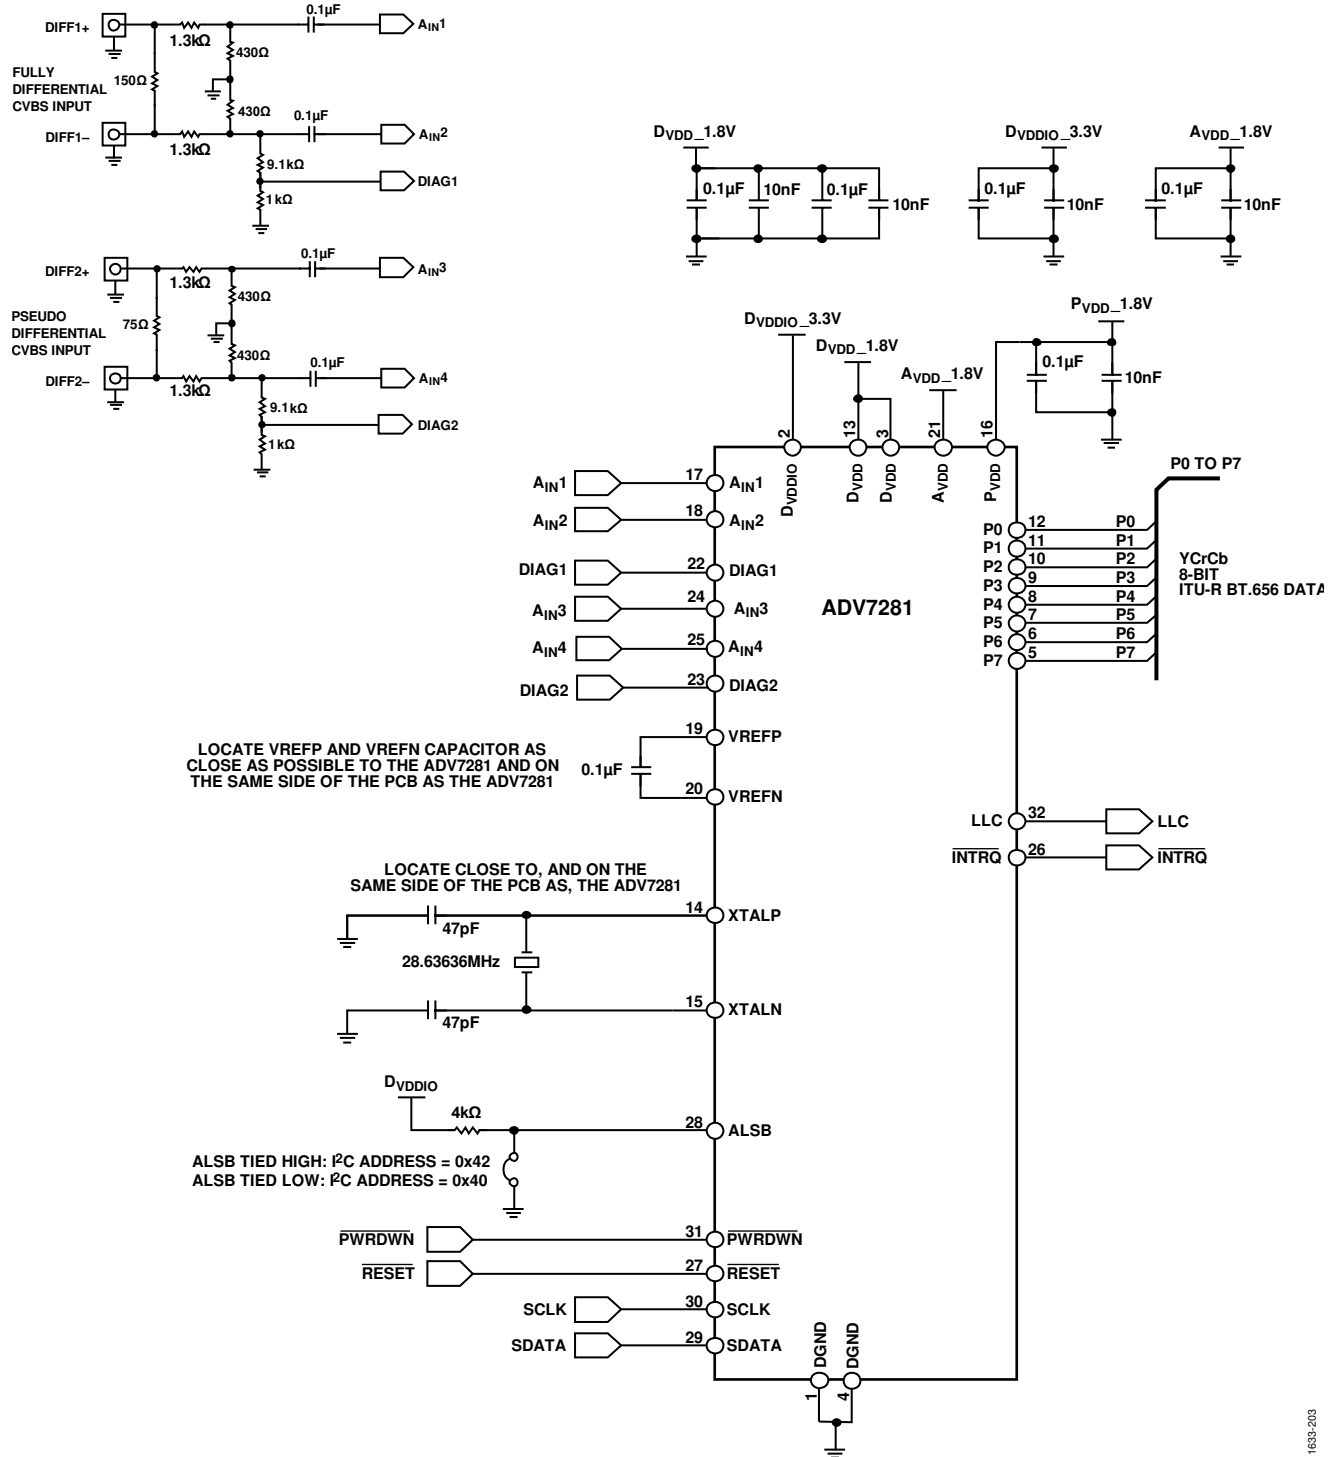 DIFF1+
0.1µF
AIN1
1.3kΩ
430Ω
FULLY
DIFFERENTIAL
CVBS INPUT
150Ω
430Ω
0.1µF
DIFF1–
AIN2
1.3kΩ
9.1kΩ
DIAG1
1kΩ
DIFF2+
0.1µF
AIN3
1.3kΩ
430Ω
PSEUDO
DIFFERENTIAL
CVBS INPUT
75Ω
430Ω
0.1µF
DIFF2–
AIN4
1.3kΩ
9.1kΩ
DIAG2
1kΩ
DVDD_1.8V
0.1µF
10nF
0.1µF
10nF
DVDDIO_3.3V
0.1µF
10nF
AVDD_1.8V
0.1µF
10nF
DVDDIO_3.3V
DVDD_1.8V
AVDD_1.8V
PVDD_1.8V
0.1µF
10nF
2
13
3
21
16
DVDDIO
DVDD
DVDD
AVDD
PVDD
AIN1 17 AIN1
AIN2 18 AIN2
DIAG1 22 DIAG1
AIN3 24 AIN3
AIN4 25 AIN4
DIAG2 23 DIAG2
ADV7281
P0 TO P7
P0 12 P0
P1 11 P1
P2 10 P2
P3 9 P3
P4 8 P4
P5 7 P5
P6 6 P6
P7 5 P7
YCrCb
8-BIT
ITU-R BT.656 DATA
LOCATE VREFP AND VREFN CAPACITOR AS
CLOSE AS POSSIBLE TO THE ADV7281 AND ON
THE SAME SIDE OF THE PCB AS THE ADV7281
19 VREFP
0.1µF
20 VREFN
LLC 32 LLC
INTRQ 26 INTRQ
LOCATE CLOSE TO, AND ON THE
SAME SIDE OF THE PCB AS, THE ADV7281
14 XTALP
47pF
28.63636MHz
15 XTALN
47pF
DVDDIO
4kΩ
28 ALSB
ALSB TIED HIGH: I2C ADDRESS = 0x42
ALSB TIED LOW: I2C ADDRESS = 0x40
PWRDWN 31 PWRDWN
RESET 27 RESET
SCLK 30 SCLK
SDATA 29 SDATA
DGND
DGND
1
4
1633-203